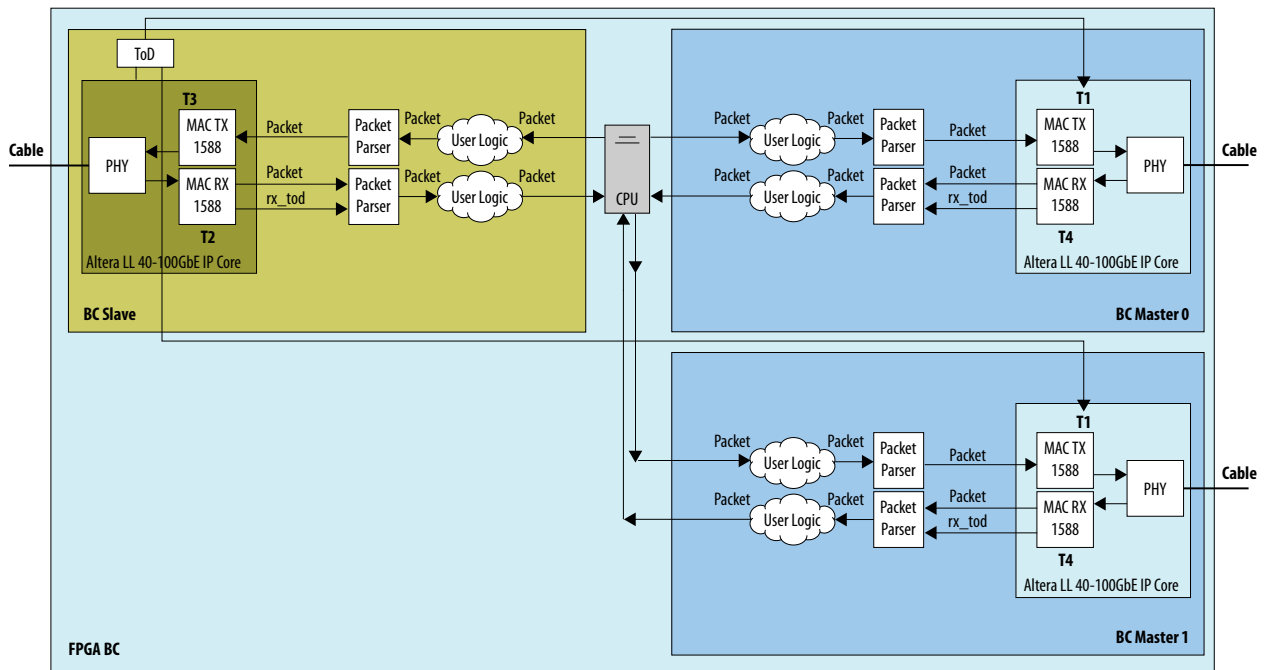 ToD
T3
MAC TX
1588
Packet
Packet
Parser
Packet
User Logic
Packet
Cable
PHY
MAC RX
1588
Packet
rx_tod
Packet
Parser
Packet
User Logic
Packet
T2
Altera LL 40-100GbE IP Core
BC Slave
CPU
Packet
User Logic
Packet
Packet
Parser
Packet
T1
MAC TX
1588
PHY
Cable
Packet
User Logic
Packet
Packet
Parser
Packet
rx_tod
MAC RX
1588
T4
Altera LL 40-100GbE IP Core
BC Master 0
Packet
User Logic
Packet
Packet
Parser
Packet
T1
MAC TX
1588
PHY
Cable
Packet
User Logic
Packet
Packet
Parser
Packet
rx_tod
MAC RX
1588
T4
Altera LL 40-100GbE IP Core
BC Master 1
FPGA BC